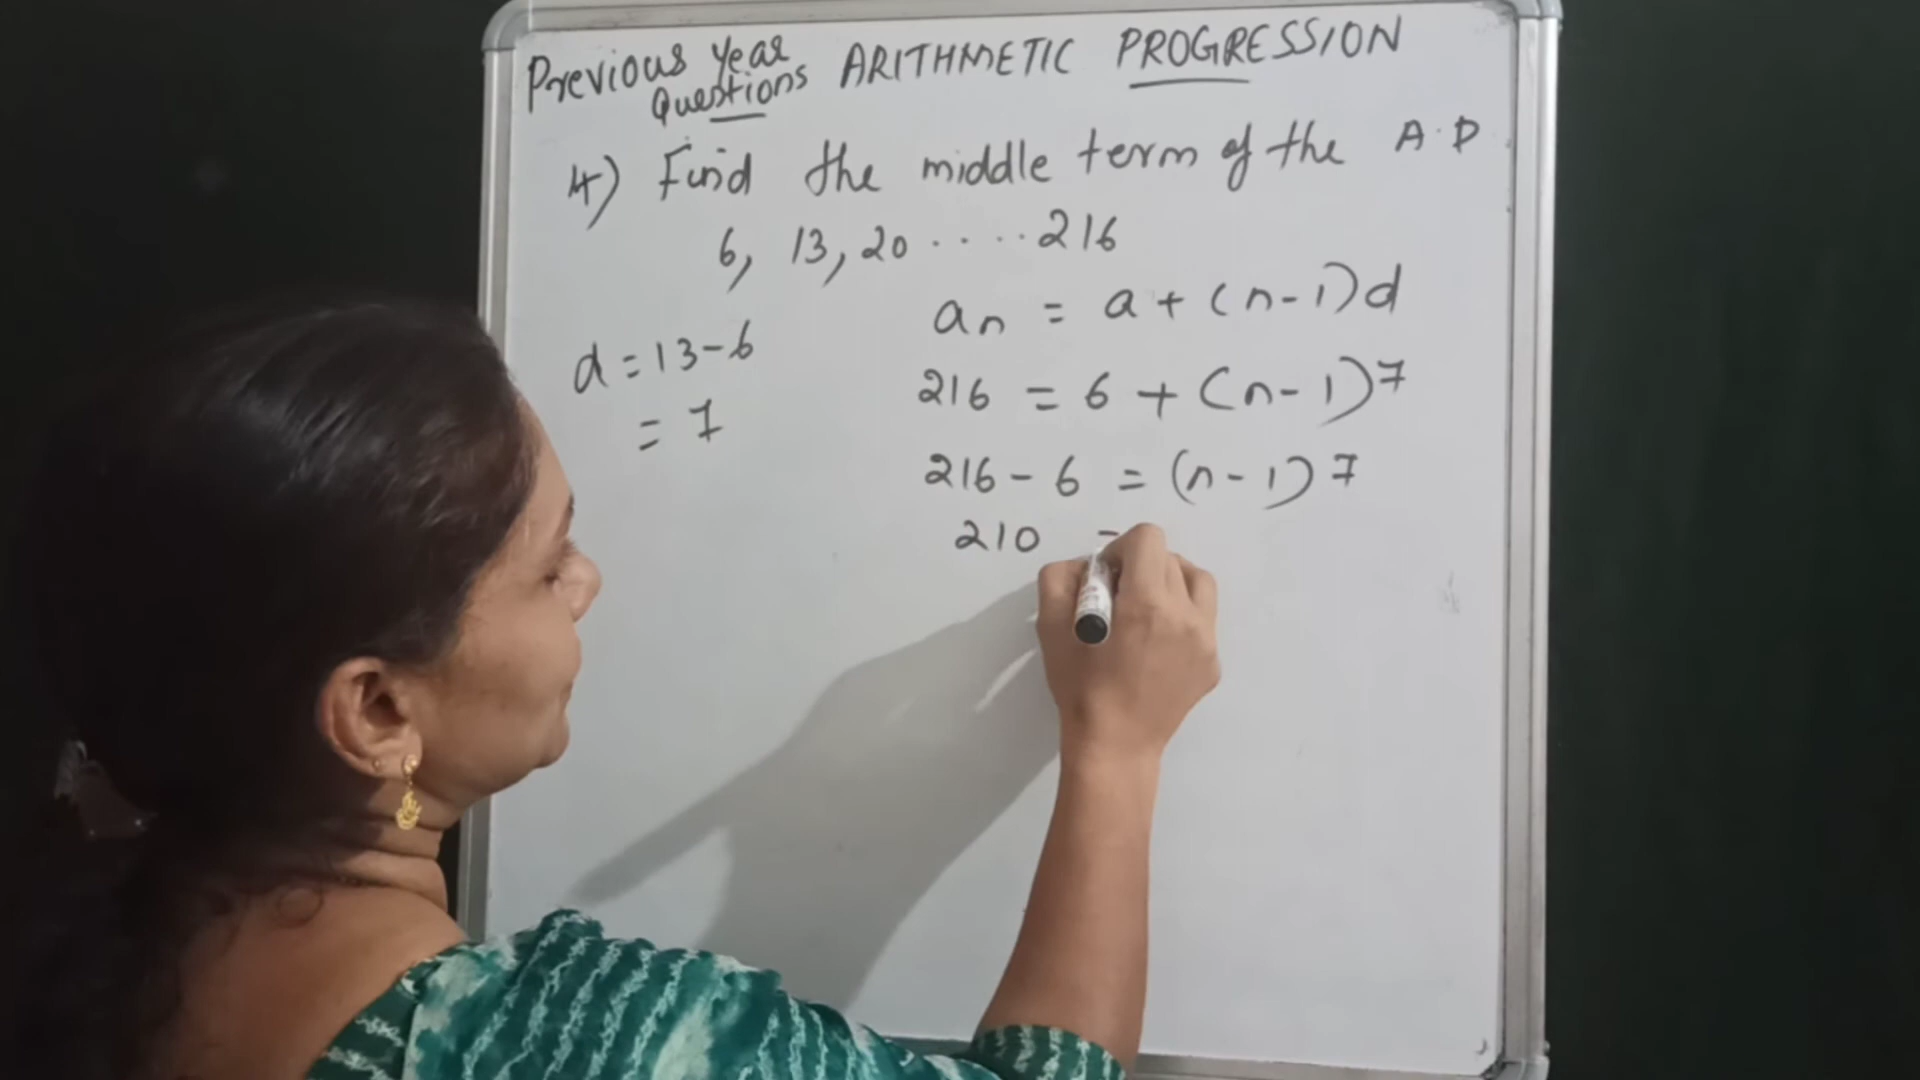 Previous Year Questions ARITHMETIC PROGRESSION
4) Find the middle term of the A.P
6, 13, 20 ..... 216
an = a + (n-1)d
d = 13-6
216 = 6 + (n-1)7
= 7
216 - 6 = (n-1) 7
210 =